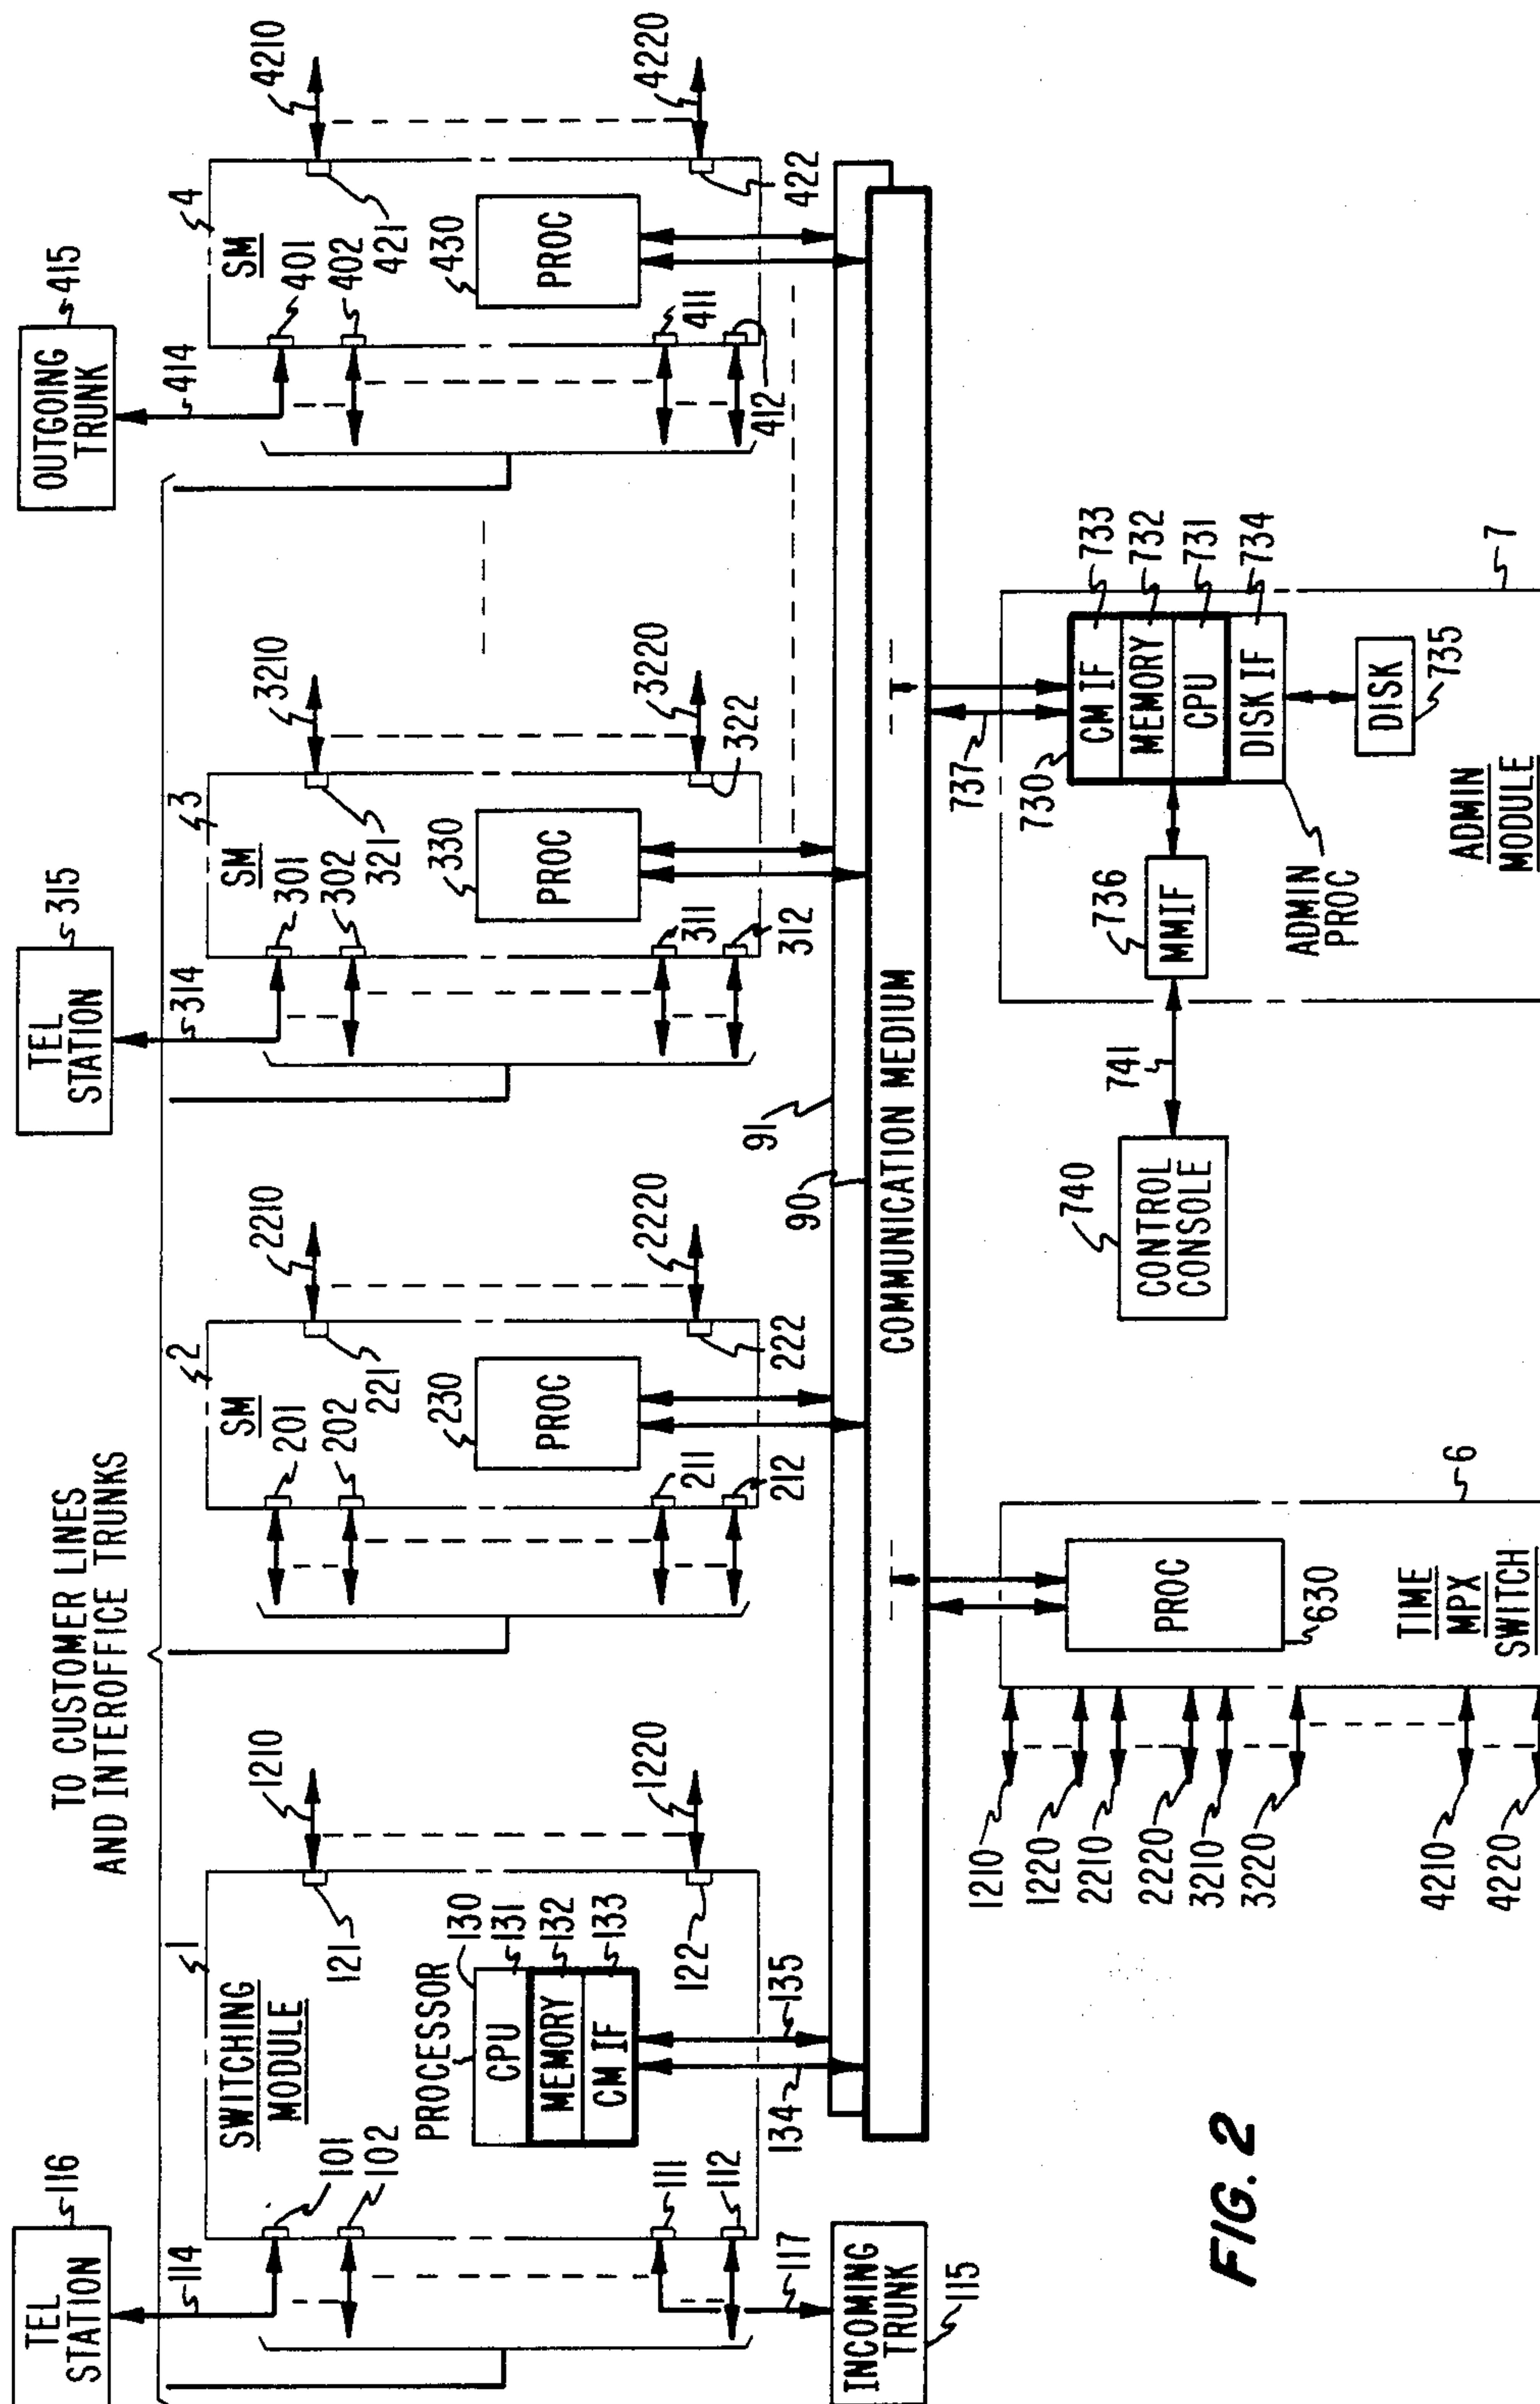 TO CUSTOMER LINES
AND INTEROFFICE TRUNKS
TEL
STATION
116
114
TEL
STATION
315
314
OUTGOING
TRUNK
415
414
1
SWITCHING
MODULE
101
102
111
112
121
122
1210
1220
PROCESSOR
130
CPU
131
MEMORY
132
CM IF
133
134
135
117
INCOMING
TRUNK
115
2
SM
201
202
211
212
221
222
2210
2220
230
PROC
3
SM
301
302
311
312
321
322
3210
3220
330
PROC
4
SM
401
402
411
412
421
422
4210
4220
430
PROC
91
90
COMMUNICATION MEDIUM
1210
1220
2210
2220
3210
3220
4210
4220
PROC
630
TIME
MPX
SWITCH
6
740
CONTROL
CONSOLE
741
736
MMIF
737
730
CM IF
733
MEMORY
732
CPU
731
DISK IF
734
DISK
735
ADMIN
PROC
ADMIN
MODULE
7
FIG. 2